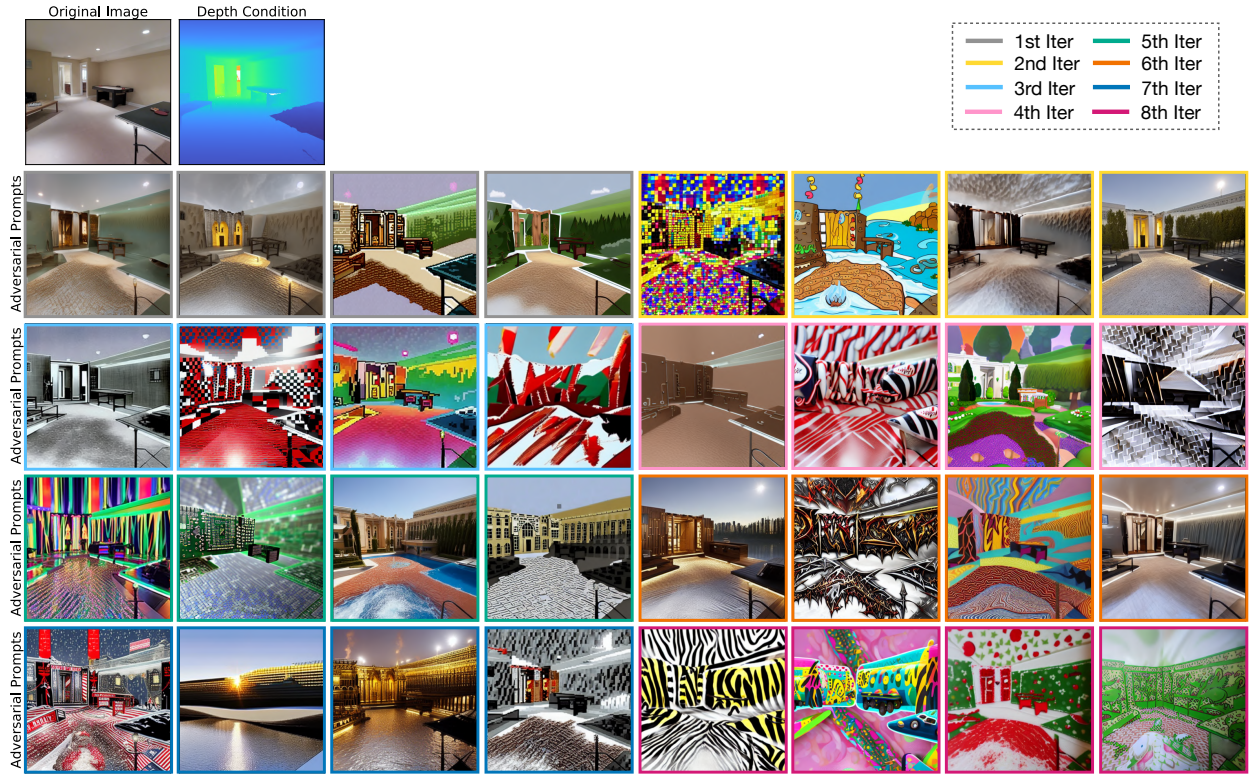 Original Image
Depth Condition
1st Iter
2nd Iter
3rd Iter
4th Iter
5th Iter
6th Iter
7th Iter
8th Iter
Adversarial Prompts
Adversarial Prompts
Adversarial Prompts
Adversarial Prompts